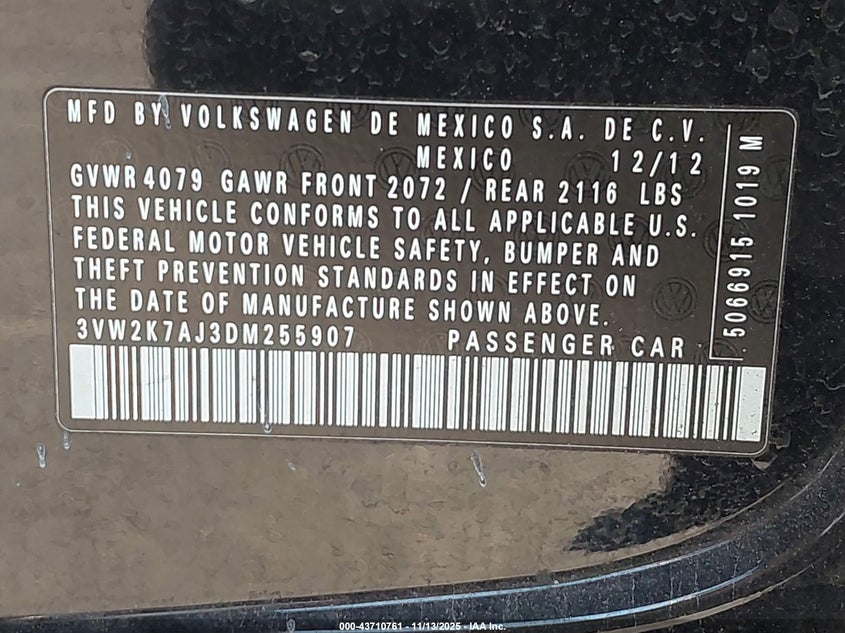 MFD BY VOLKSWAGEN DE MEXICO S.A. DE C.V.
MEXICO 12/12
GVWR 4079 GAWR FRONT 2072 / REAR 2116 LBS
THIS VEHICLE CONFORMS TO ALL APPLICABLE U.S.
FEDERAL MOTOR VEHICLE SAFETY, BUMPER AND
THEFT PREVENTION STANDARDS IN EFFECT ON
THE DATE OF MANUFACTURE SHOWN ABOVE.
3VW2K7AJ3DM255907 PASSENGER CAR
5066915 1019 M
000-43710761 - 11/13/2025 - IAA Inc.